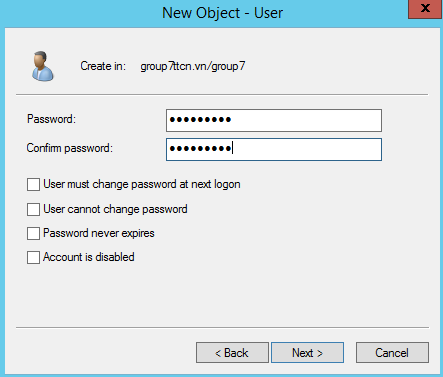 New Object - User
x
Create in: group7ttcn.vn/group7
Password: •••••••••
Confirm password: •••••••••
User must change password at next logon
User cannot change password
Password never expires
Account is disabled
< Back Next > Cancel